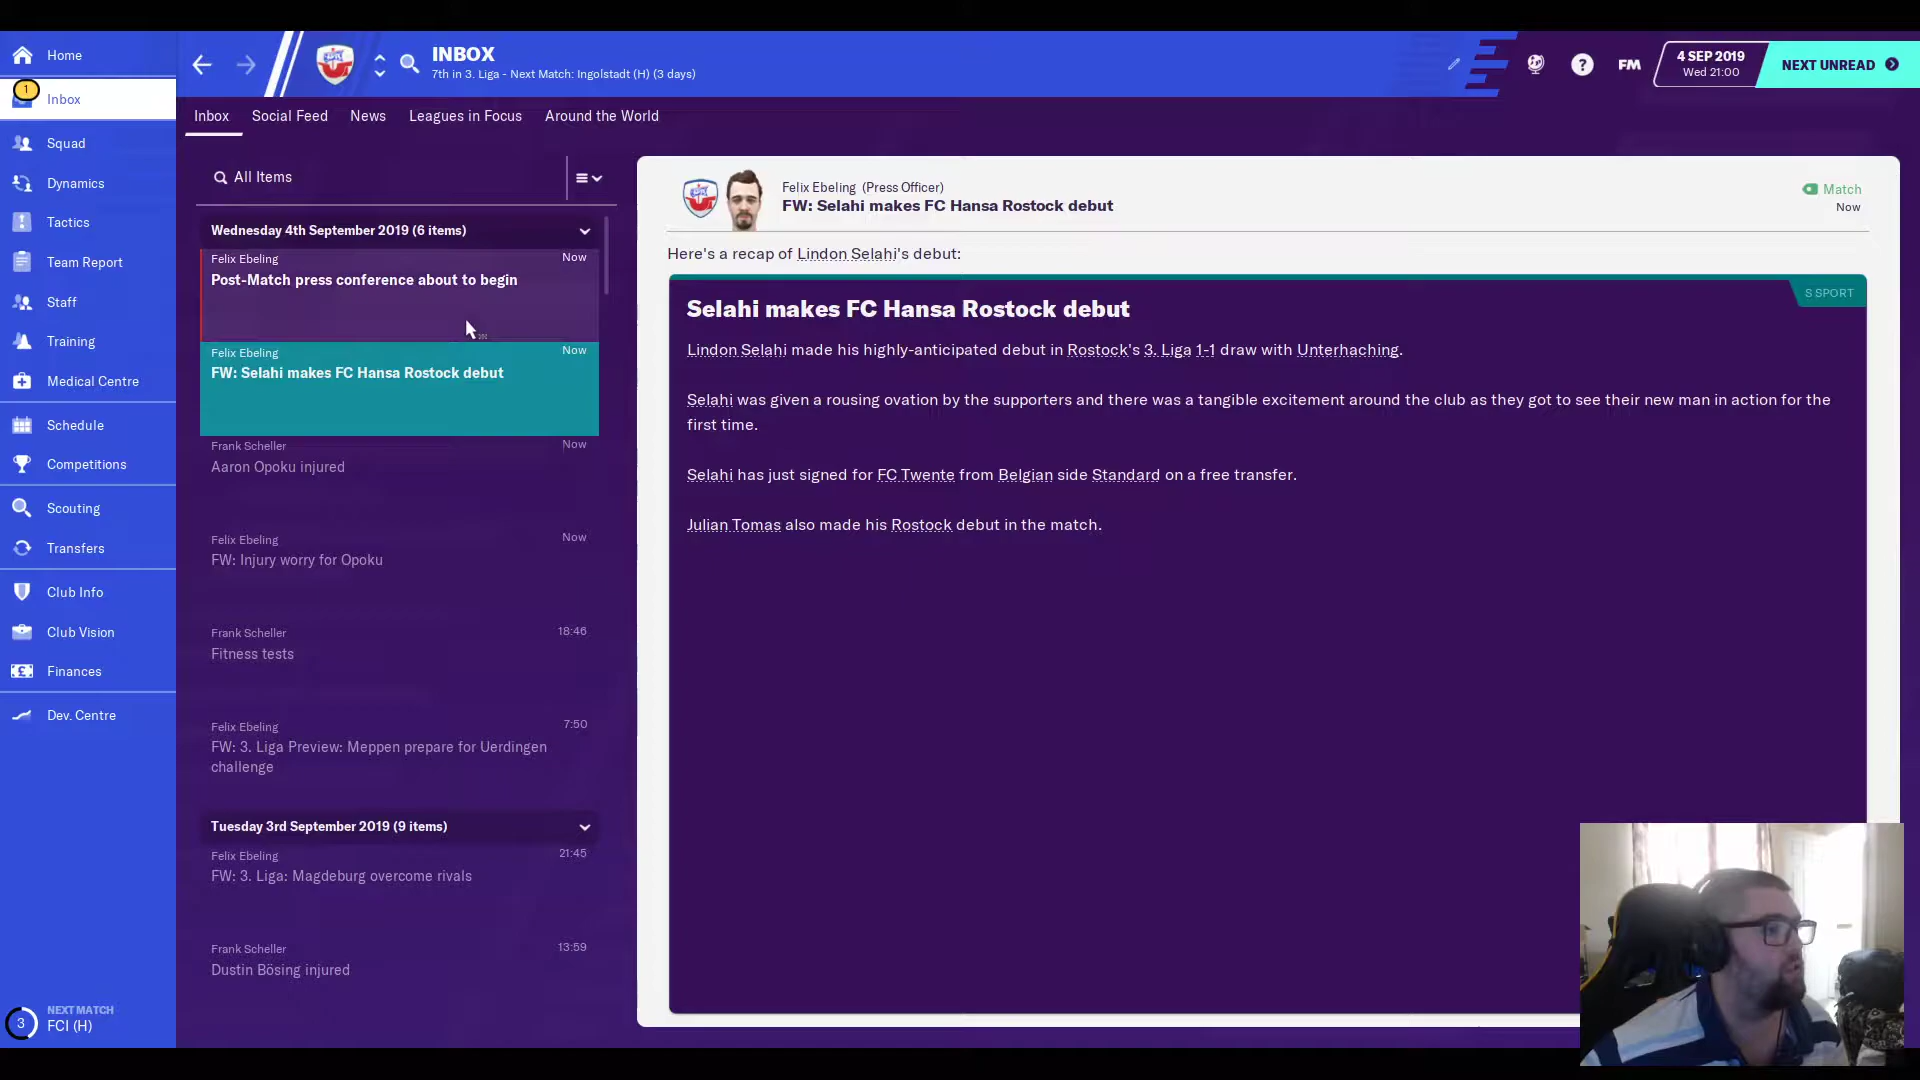 Home
1
Inbox
Squad
Dynamics
Tactics
Team Report
Staff
Training
Medical Centre
Schedule
Competitions
Scouting
Transfers
Club Info
Club Vision
Finances
Dev. Centre
3
NEXT MATCH
FCI (H)
INBOX
7th in 3. Liga - Next Match: Ingolstadt (H) (3 days)
?
FM
4 SEP 2019
Wed 21:00
NEXT UNREAD
Inbox Social Feed News Leagues in Focus Around the World
All Items
Wednesday 4th September 2019 (6 items)
Felix Ebeling Now
Post-Match press conference about to begin
Felix Ebeling Now
FW: Selahi makes FC Hansa Rostock debut
Frank Scheller Now
Aaron Opoku injured
Felix Ebeling Now
FW: Injury worry for Opoku
Frank Scheller 18:46
Fitness tests
Felix Ebeling 7:50
FW: 3. Liga Preview: Meppen prepare for Uerdingen
challenge
Tuesday 3rd September 2019 (9 items)
Felix Ebeling 21:45
FW: 3. Liga: Magdeburg overcome rivals
Frank Scheller 13:59
Dustin Bösing injured
Felix Ebeling (Press Officer)
FW: Selahi makes FC Hansa Rostock debut
Match
Now
Here's a recap of Lindon Selahi's debut:
S SPORT
Selahi makes FC Hansa Rostock debut
Lindon Selahi made his highly-anticipated debut in Rostock's 3. Liga 1-1 draw with Unterhaching.
Selahi was given a rousing ovation by the supporters and there was a tangible excitement around the club as they got to see their new man in action for the
first time.
Selahi has just signed for FC Twente from Belgian side Standard on a free transfer.
Julian Tomas also made his Rostock debut in the match.